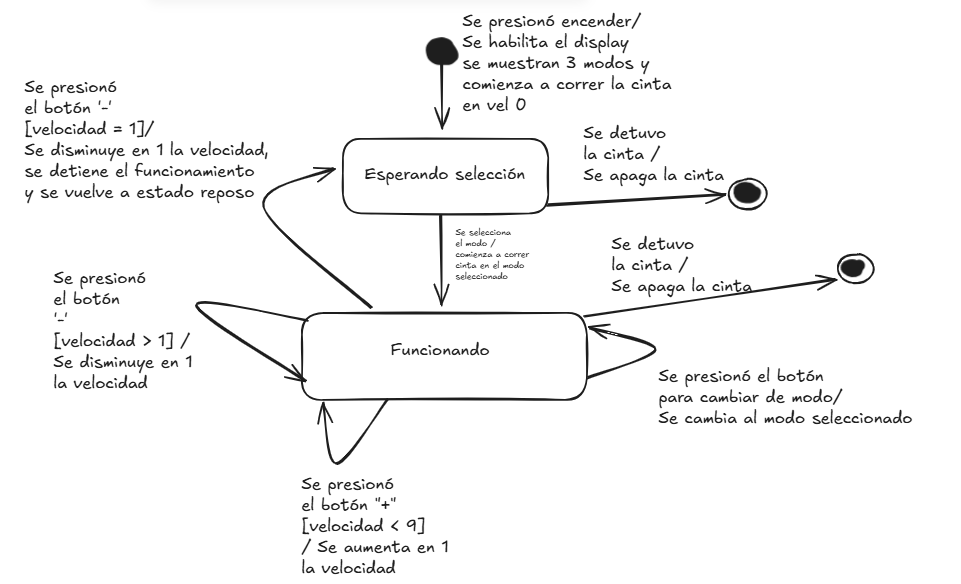 Se presionó encender/
Se habilita el display
se muestran 3 modos y
comienza a correr la cinta
en vel 0
Se presionó
el botón '-'
[velocidad = 1]/
Se disminuye en 1 la velocidad,
se detiene el funcionamiento
y se vuelve a estado reposo
Esperando selección
Se detuvo
la cinta /
Se apaga la cinta
Se selecciona
el modo /
comienza a correr
cinta en el modo
seleccionado
Se detuvo
la cinta /
Se apaga la cinta
Se presionó
el botón
'-'
[velocidad > 1] /
Se disminuye en 1
la velocidad
Funcionando
Se presionó el botón
para cambiar de modo/
Se cambia al modo seleccionado
Se presionó
el botón "+"
[velocidad < 9]
/ Se aumenta en 1
la velocidad